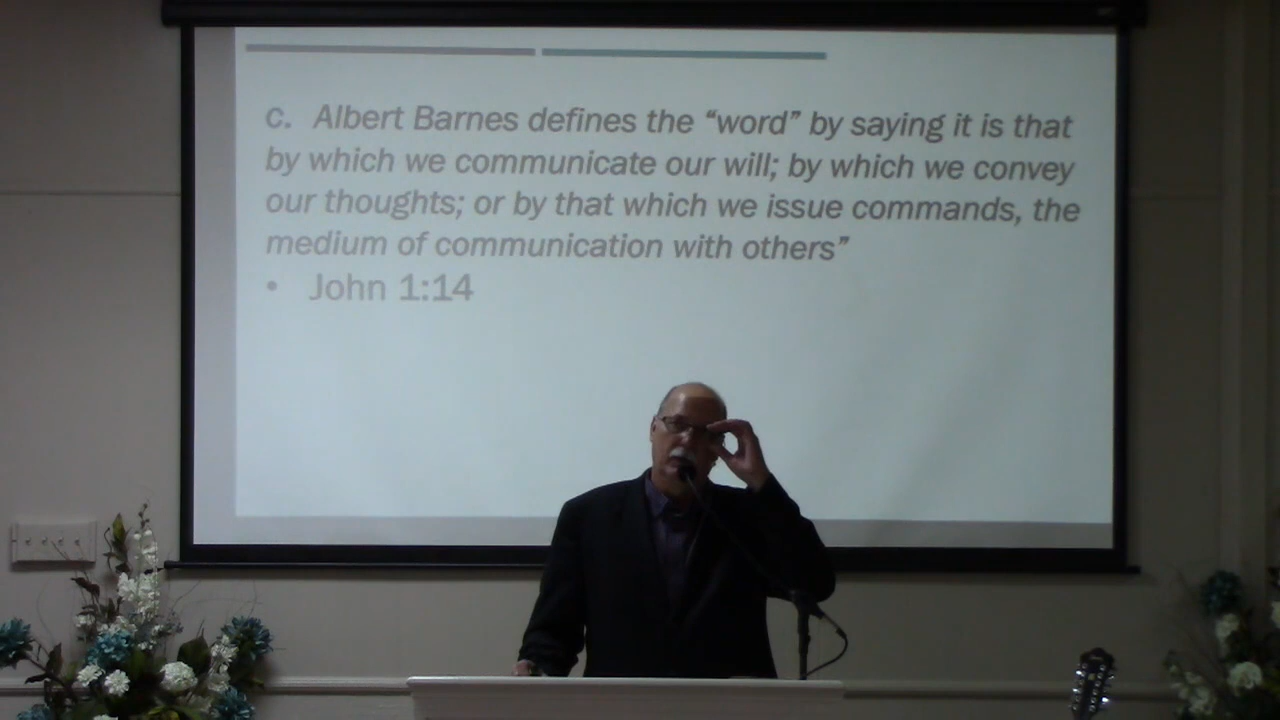 c. Albert Barnes defines the “word” by saying it is that
by which we communicate our will; by which we convey
our thoughts; or by that which we issue commands, the
medium of communication with others”
• John 1:14